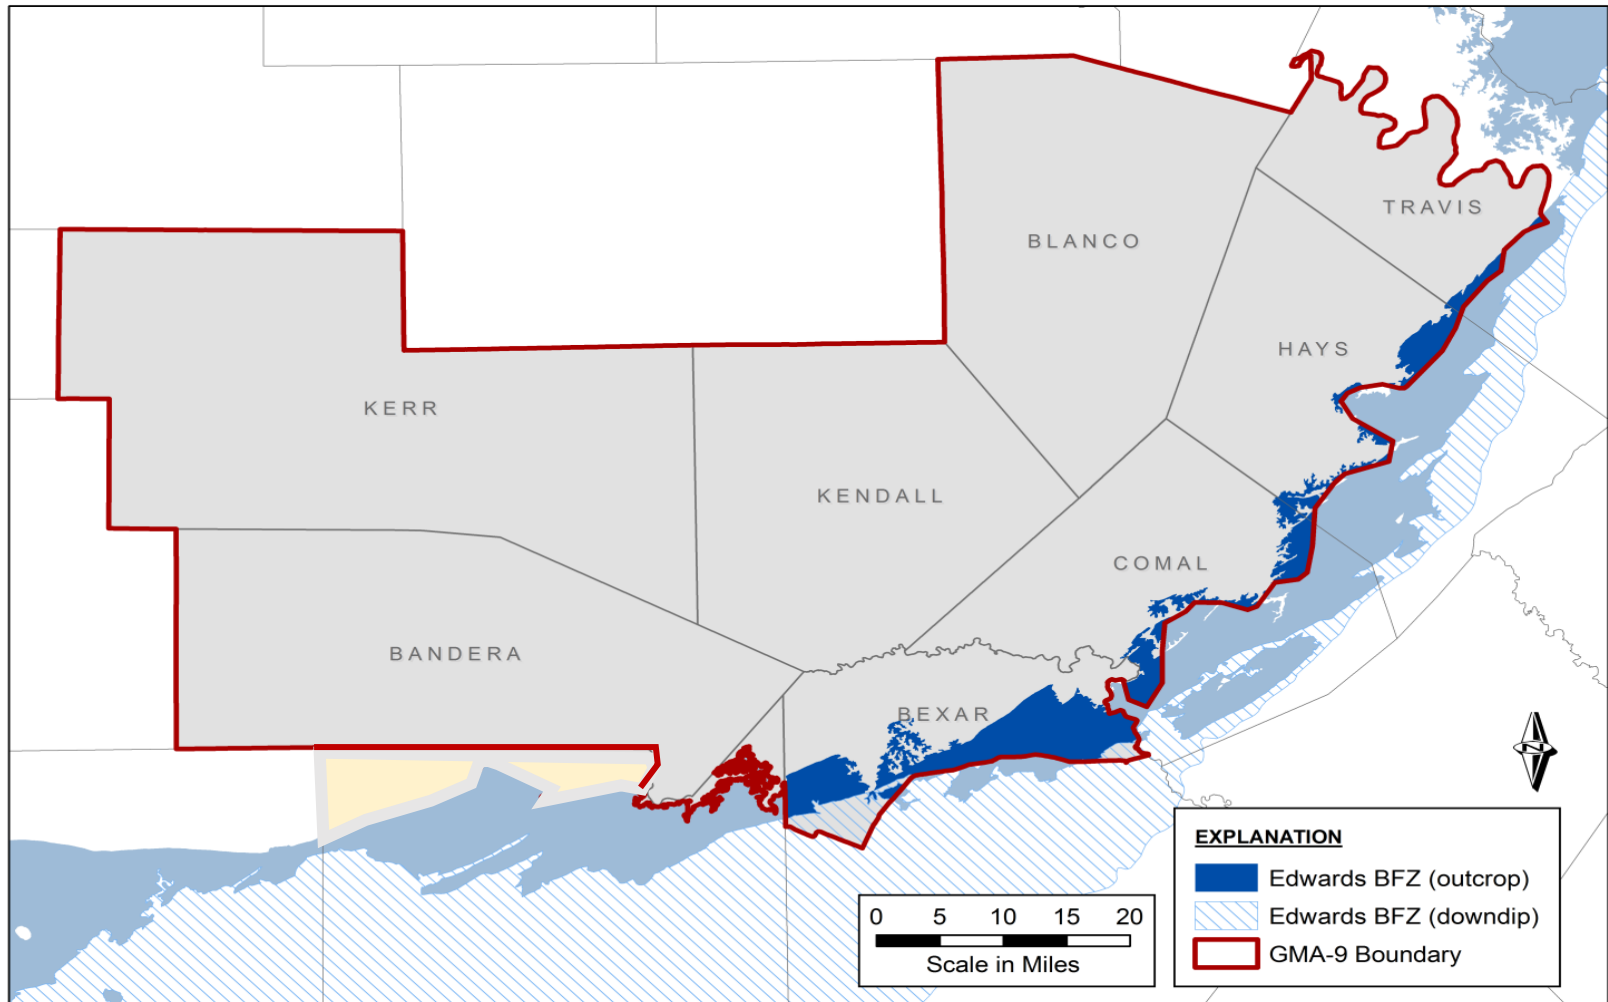 TRAVIS
BLANCO
HAYS
KERR
KENDALL
COMAL
BANDERA
BEXAR
EXPLANATION
Edwards BFZ (outcrop)
Edwards BFZ (downdip)
GMA-9 Boundary
0 5 10 15 20
Scale in Miles
N